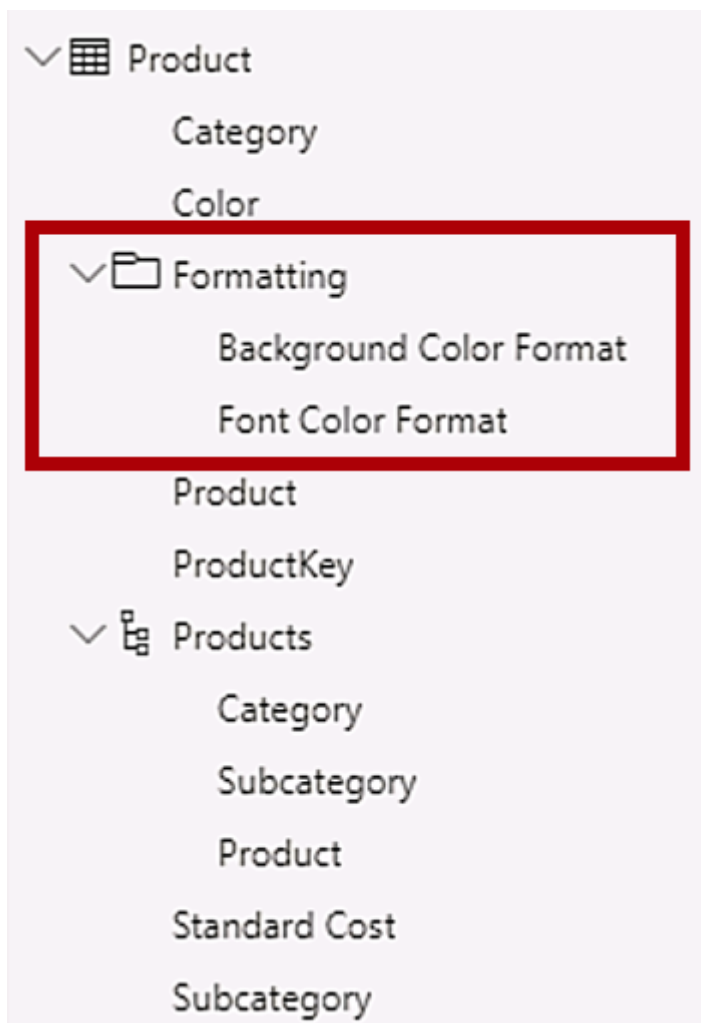 Product
Category
Color
Formatting
Background Color Format
Font Color Format
Product
ProductKey
Products
Category
Subcategory
Product
Standard Cost
Subcategory